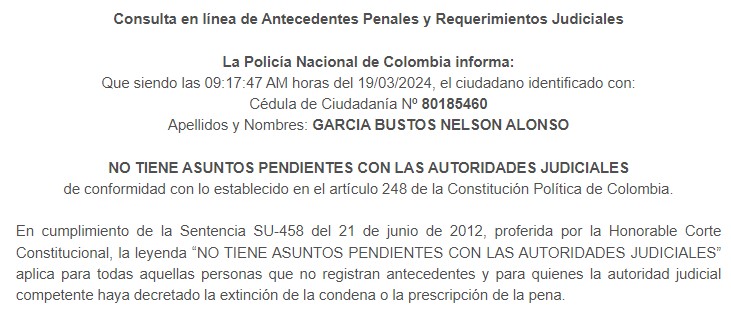 Consulta en línea de Antecedentes Penales y Requerimientos Judiciales
La Policía Nacional de Colombia informa:
Que siendo las 09:17:47 AM horas del 19/03/2024, el ciudadano identificado con:
Cédula de Ciudadanía Nº 80185460
Apellidos y Nombres: GARCIA BUSTOS NELSON ALONSO
NO TIENE ASUNTOS PENDIENTES CON LAS AUTORIDADES JUDICIALES
de conformidad con lo establecido en el artículo 248 de la Constitución Política de Colombia.
En cumplimiento de la Sentencia SU-458 del 21 de junio de 2012, proferida por la Honorable Corte
Constitucional, la leyenda “NO TIENE ASUNTOS PENDIENTES CON LAS AUTORIDADES JUDICIALES”
aplica para todas aquellas personas que no registran antecedentes y para quienes la autoridad judicial
competente haya decretado la extinción de la condena o la prescripción de la pena.